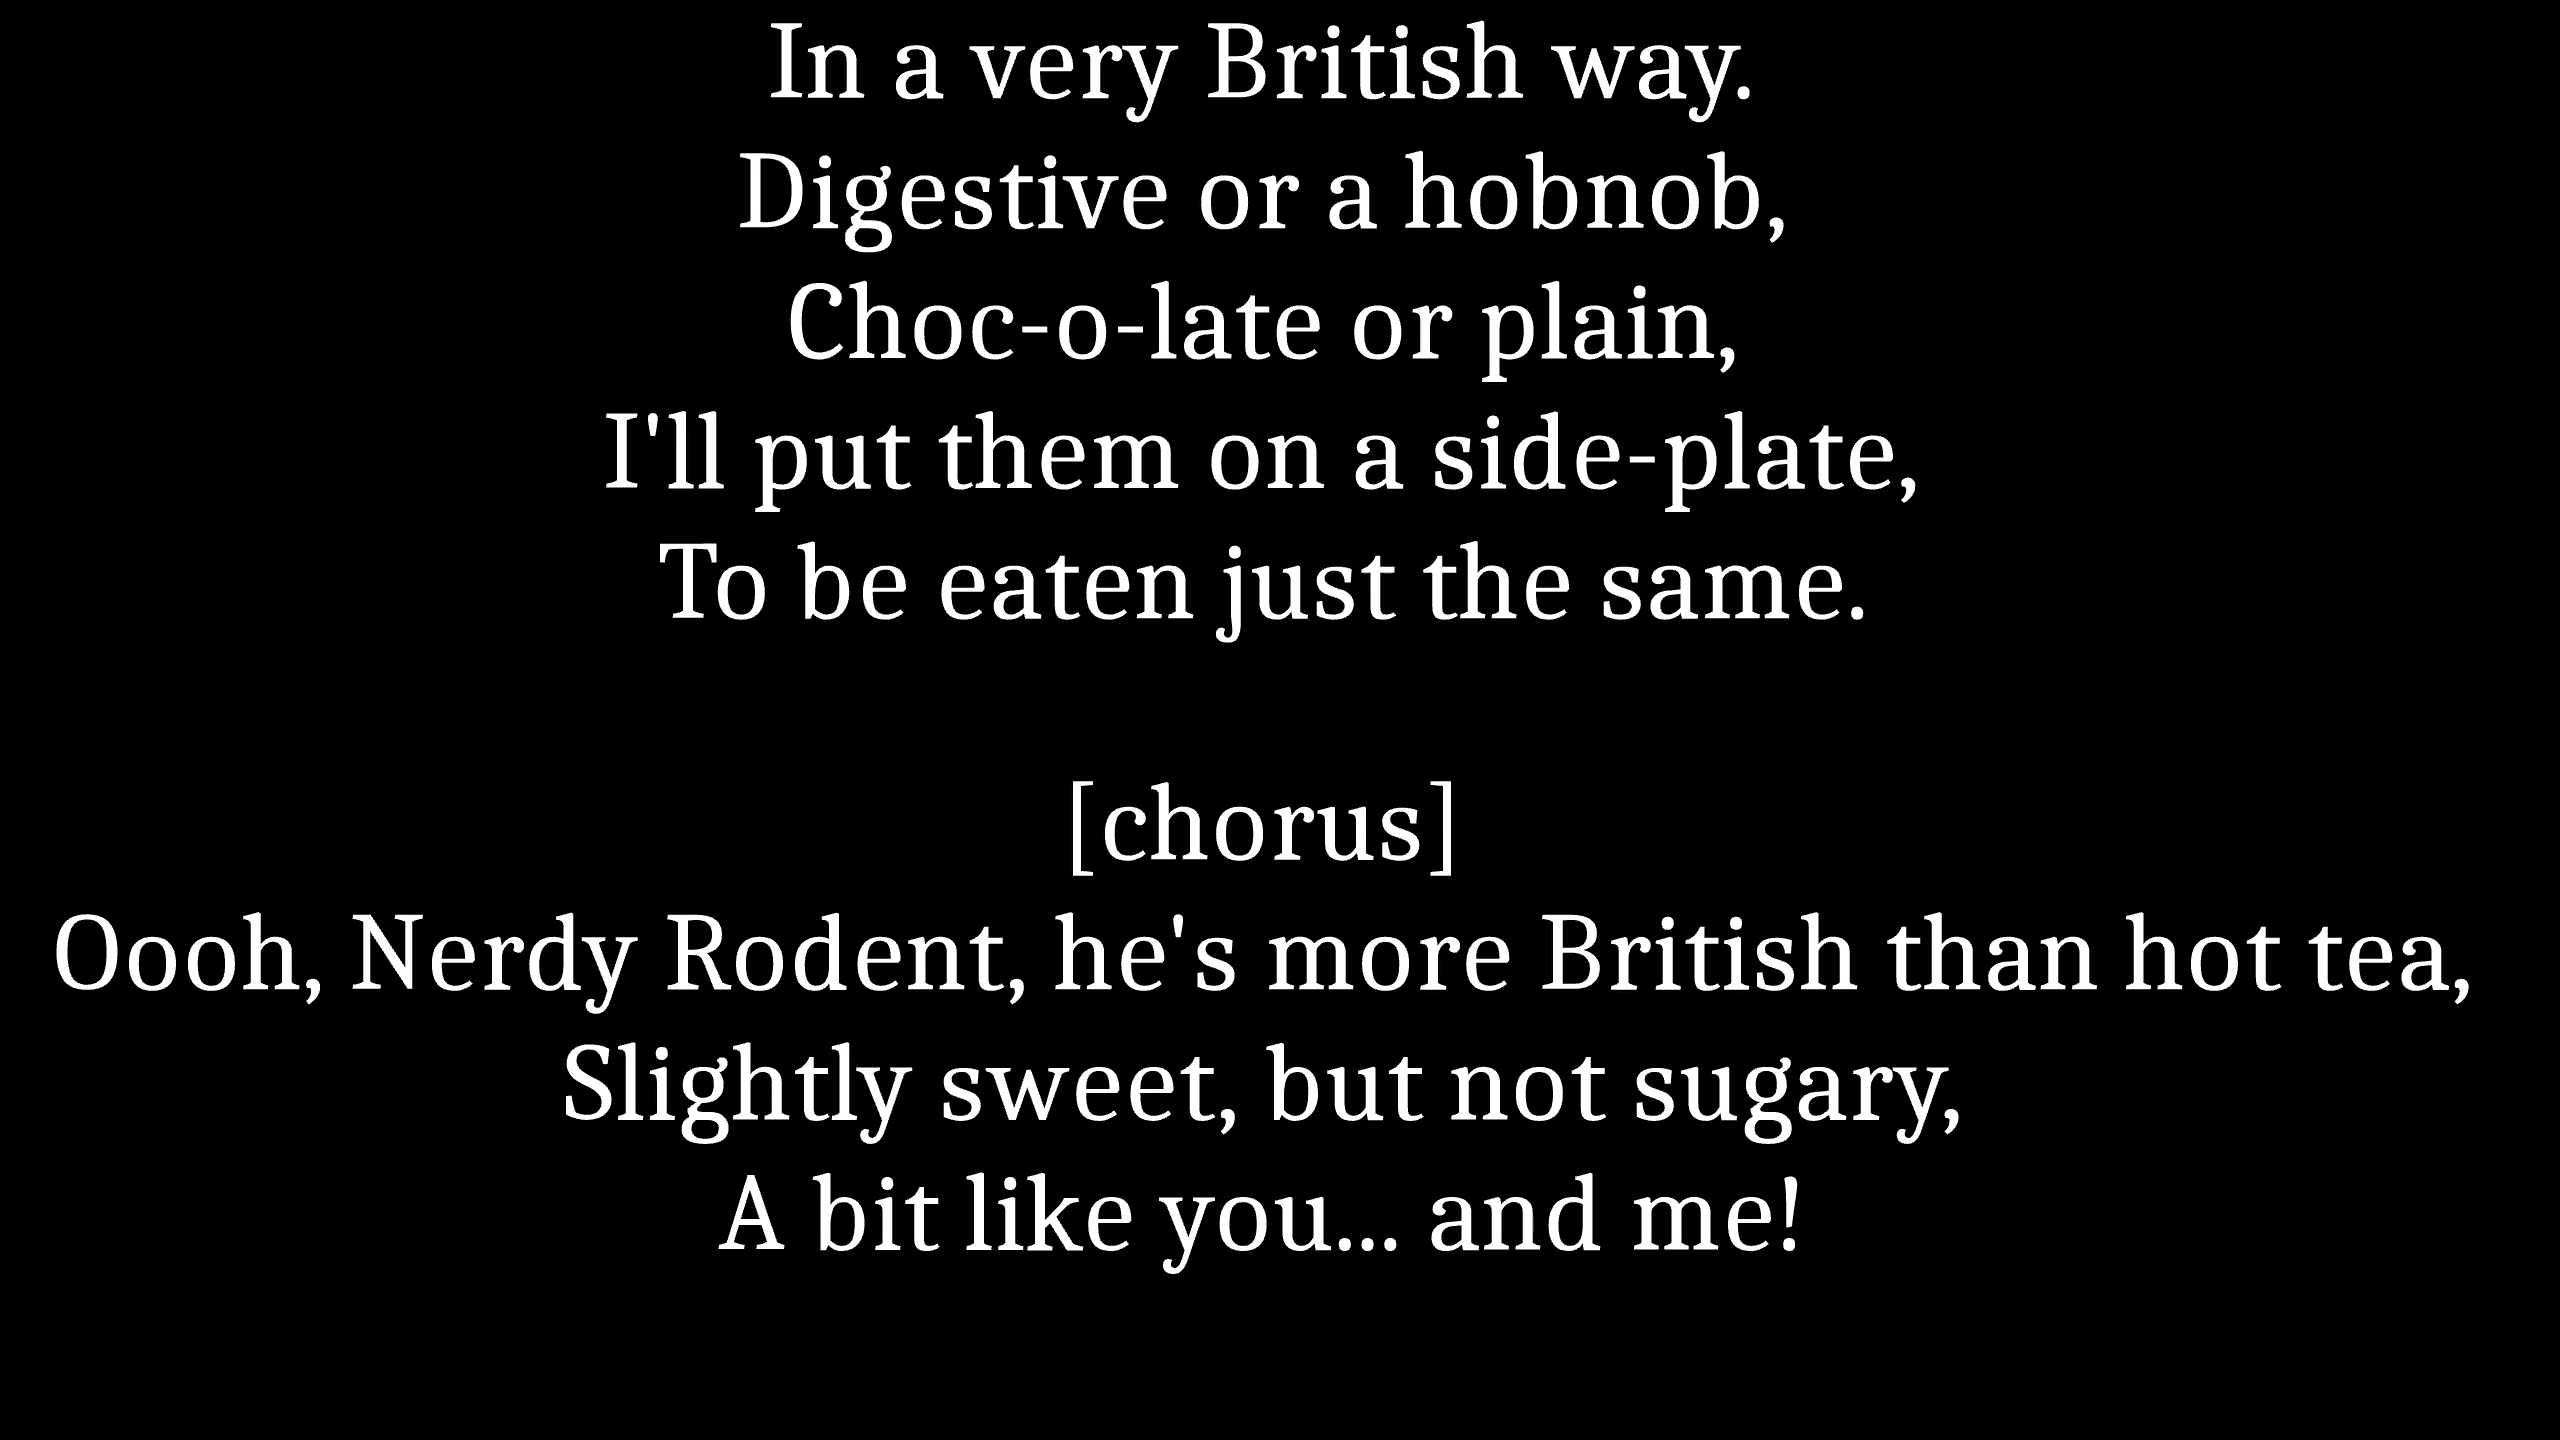 In a very British way.
Digestive or a hobnob,
Choc-o-late or plain,
I'll put them on a side-plate,
To be eaten just the same.
[chorus]
Oooh, Nerdy Rodent, he's more British than hot tea,
Slightly sweet, but not sugary,
A bit like you... and me!